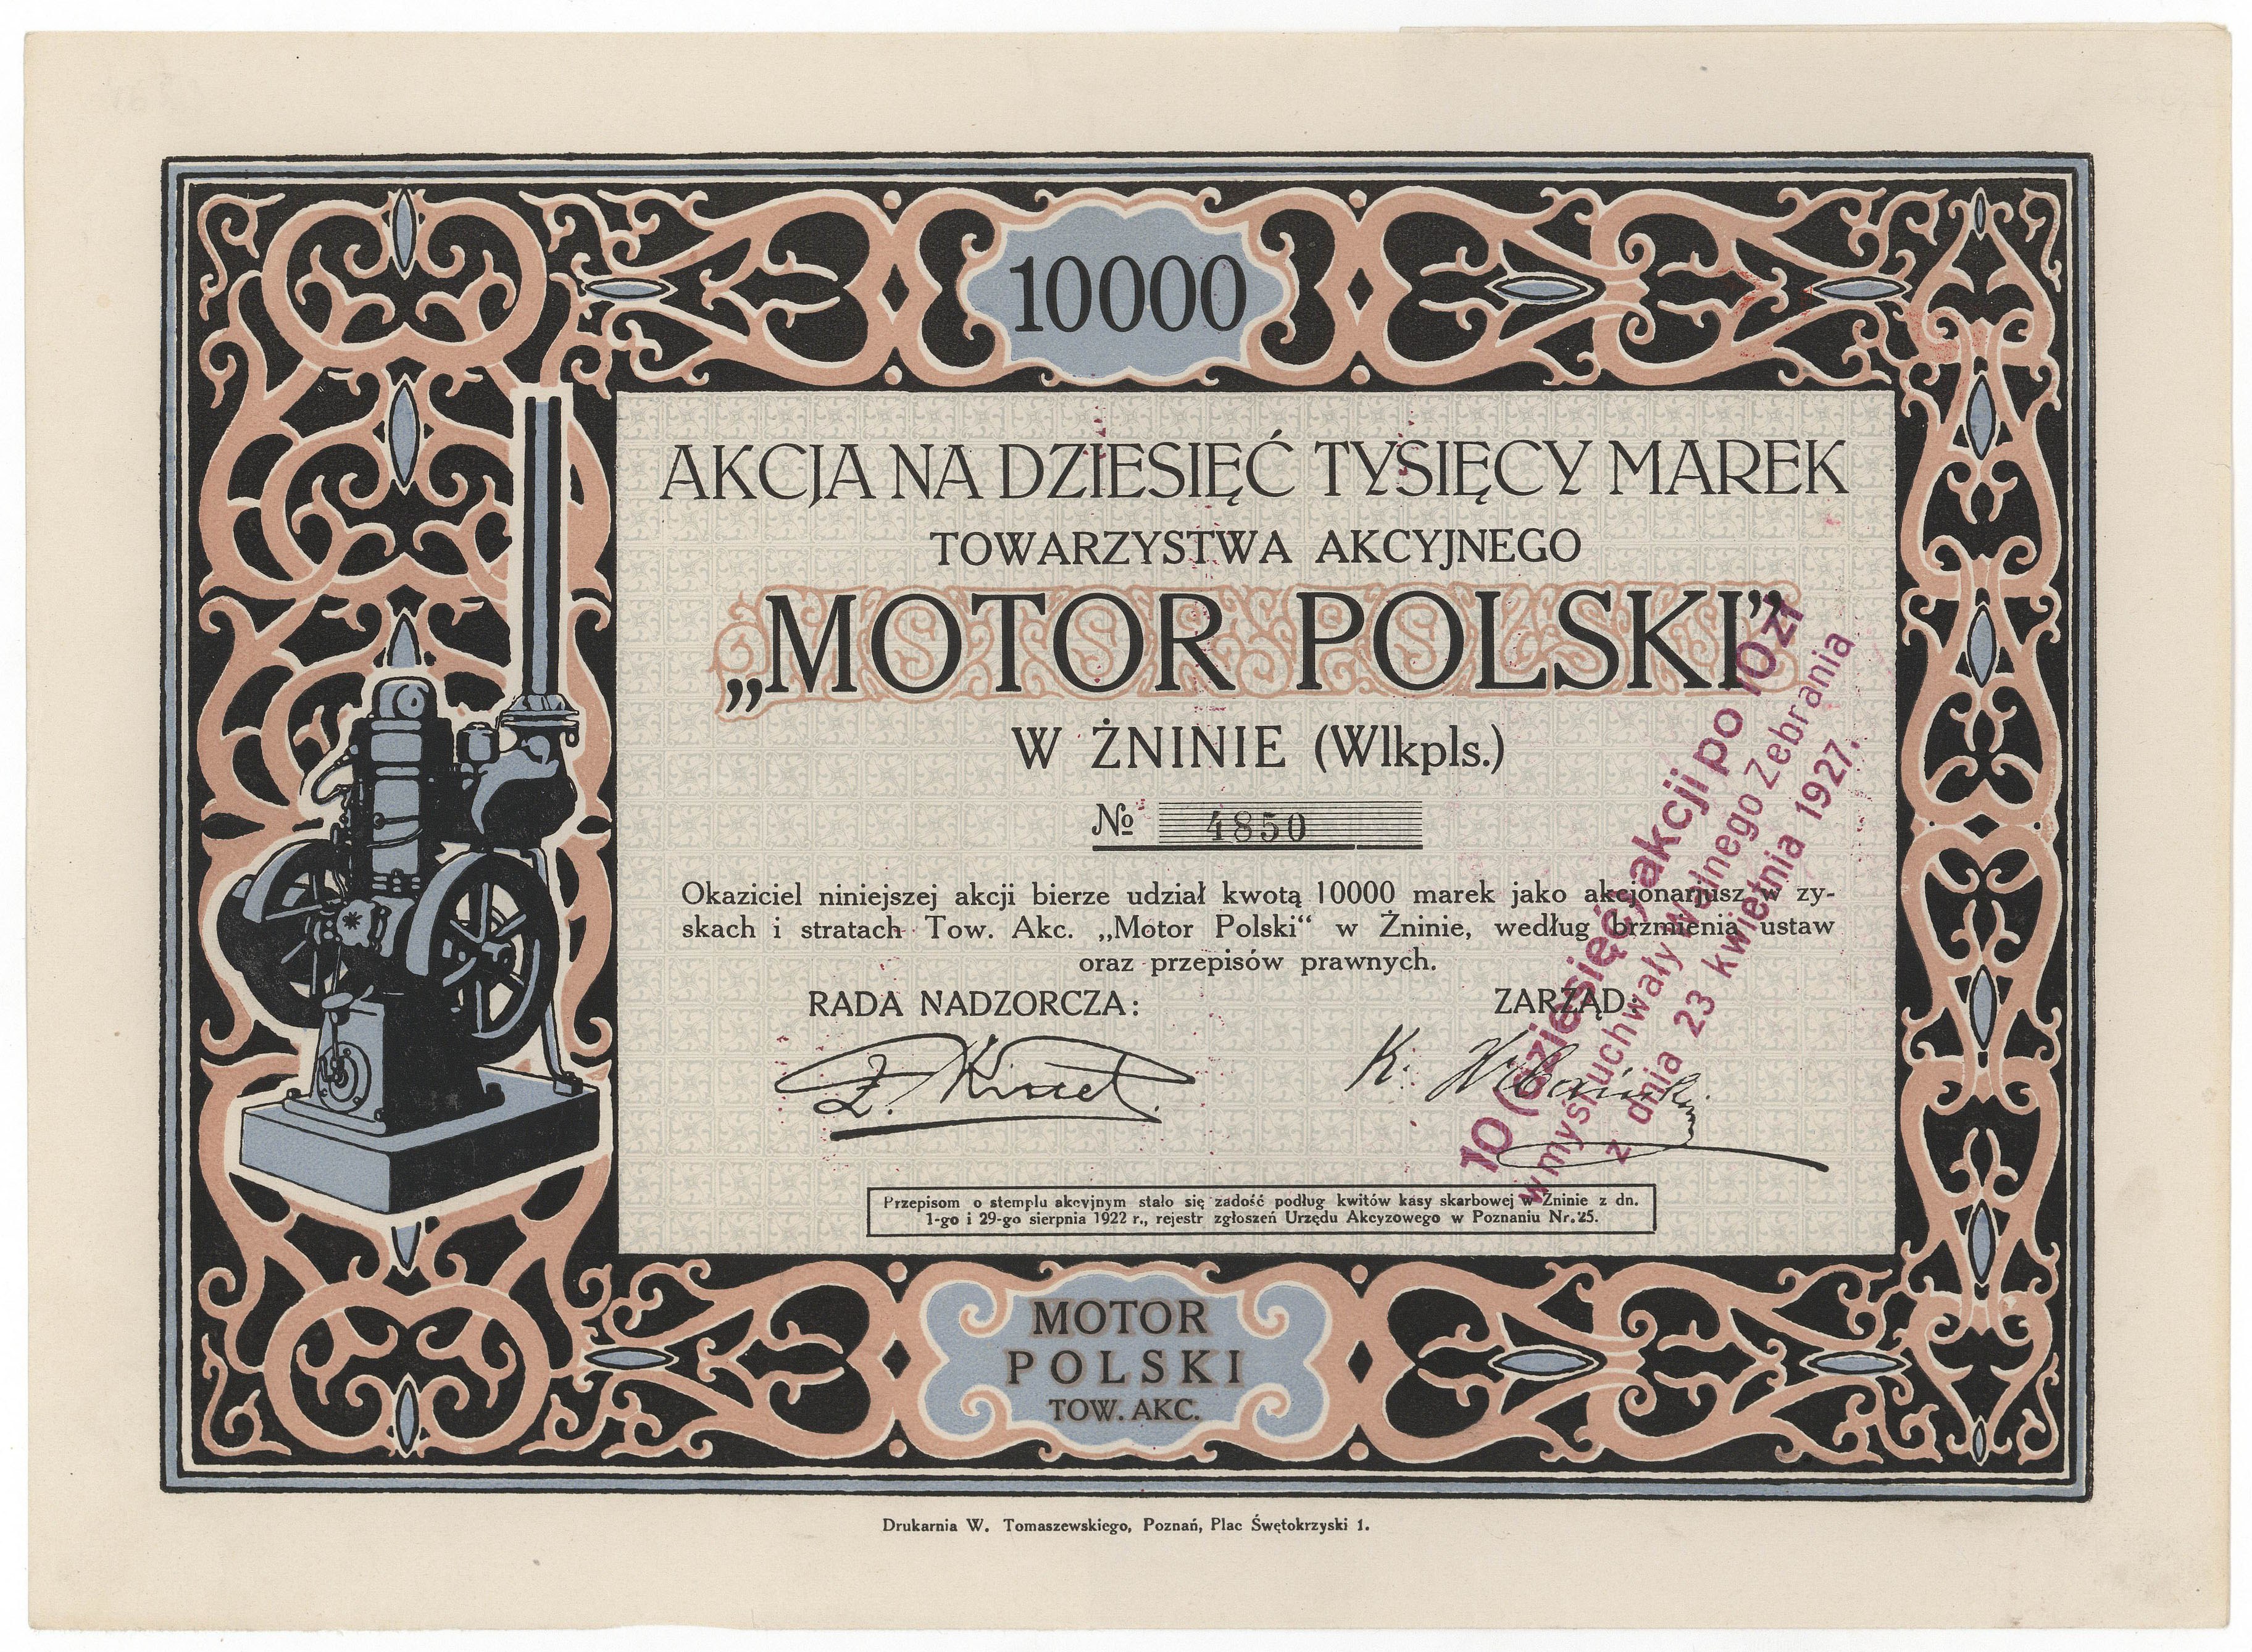 10000
AKCJA NA DZIESIĘĆ TYSIĘCY MAREK
TOWARZYSTWA AKCYJNEGO
„MOTOR POLSKI”
W ŻNINIE (Wlkpls.)
№ 4850
Okaziciel niniejszej akcji bierze udział kwotą 10000 marek jako akcjonarjusz w zy-
skach i stratach Tow. Akc. „Motor Polski“ w Żninie, według brzmienia ustaw
oraz przepisów prawnych.
RADA NADZORCZA:
ZARZĄD:
10 (dziesięć) akcji po 10 zł
w myśl uchwały Walnego Zebrania
z dnia 23 kwietnia 1927.
Przepisom o stemplu akcyjnym stało się zadość podług kwitów kasy skarbowej w Żninie z dn.
1-go i 29-go sierpnia 1922 r., rejestr zgłoszeń Urzędu Akcyzowego w Poznaniu Nr. 25.
MOTOR
POLSKI
TOW. AKC.
Drukarnia W. Tomaszewskiego, Poznań, Plac Śwętokrzyski 1.